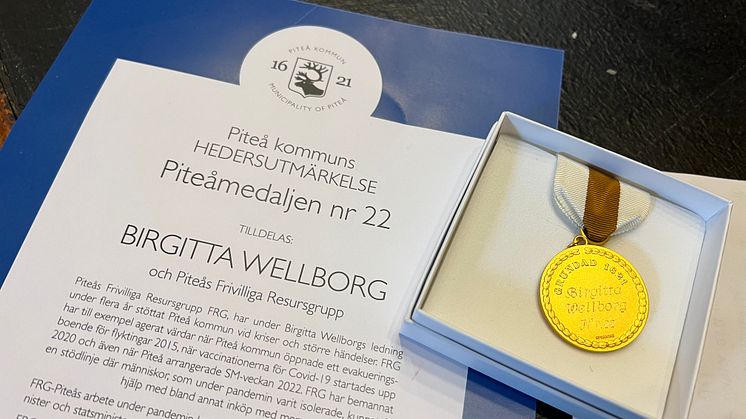 PITEÅ KOMMUN
16 21
MUNICIPALITY OF PITEÅ
Piteå kommuns
HEDERSUTMÄRKELSE
Piteåmedaljen nr 22
TILLDELAS:
BIRGITTA WELLBORG
och Piteås Frivilliga Resursgrupp
Piteås Frivilliga Resursgrupp FRG, har under Birgitta Wellborgs ledning
under flera år stöttat Piteå kommun vid kriser och större händelser. FRG
har till exempel agerat värdar när Piteå kommun öppnade ett evakuerings-
boende för flyktingar 2015, när vaccinationerna för Covid-19 startades upp
2020 och även när Piteå arrangerade SM-veckan 2022. FRG har bemannat
en stödlinje där människor, som under pandemin varit isolerade,
hjälp med bland annat inköp med
FRG-Piteås arbete under pandemin
nister och
GRUNDAD 1621
Birgitta
Wellborg
Nr. 22